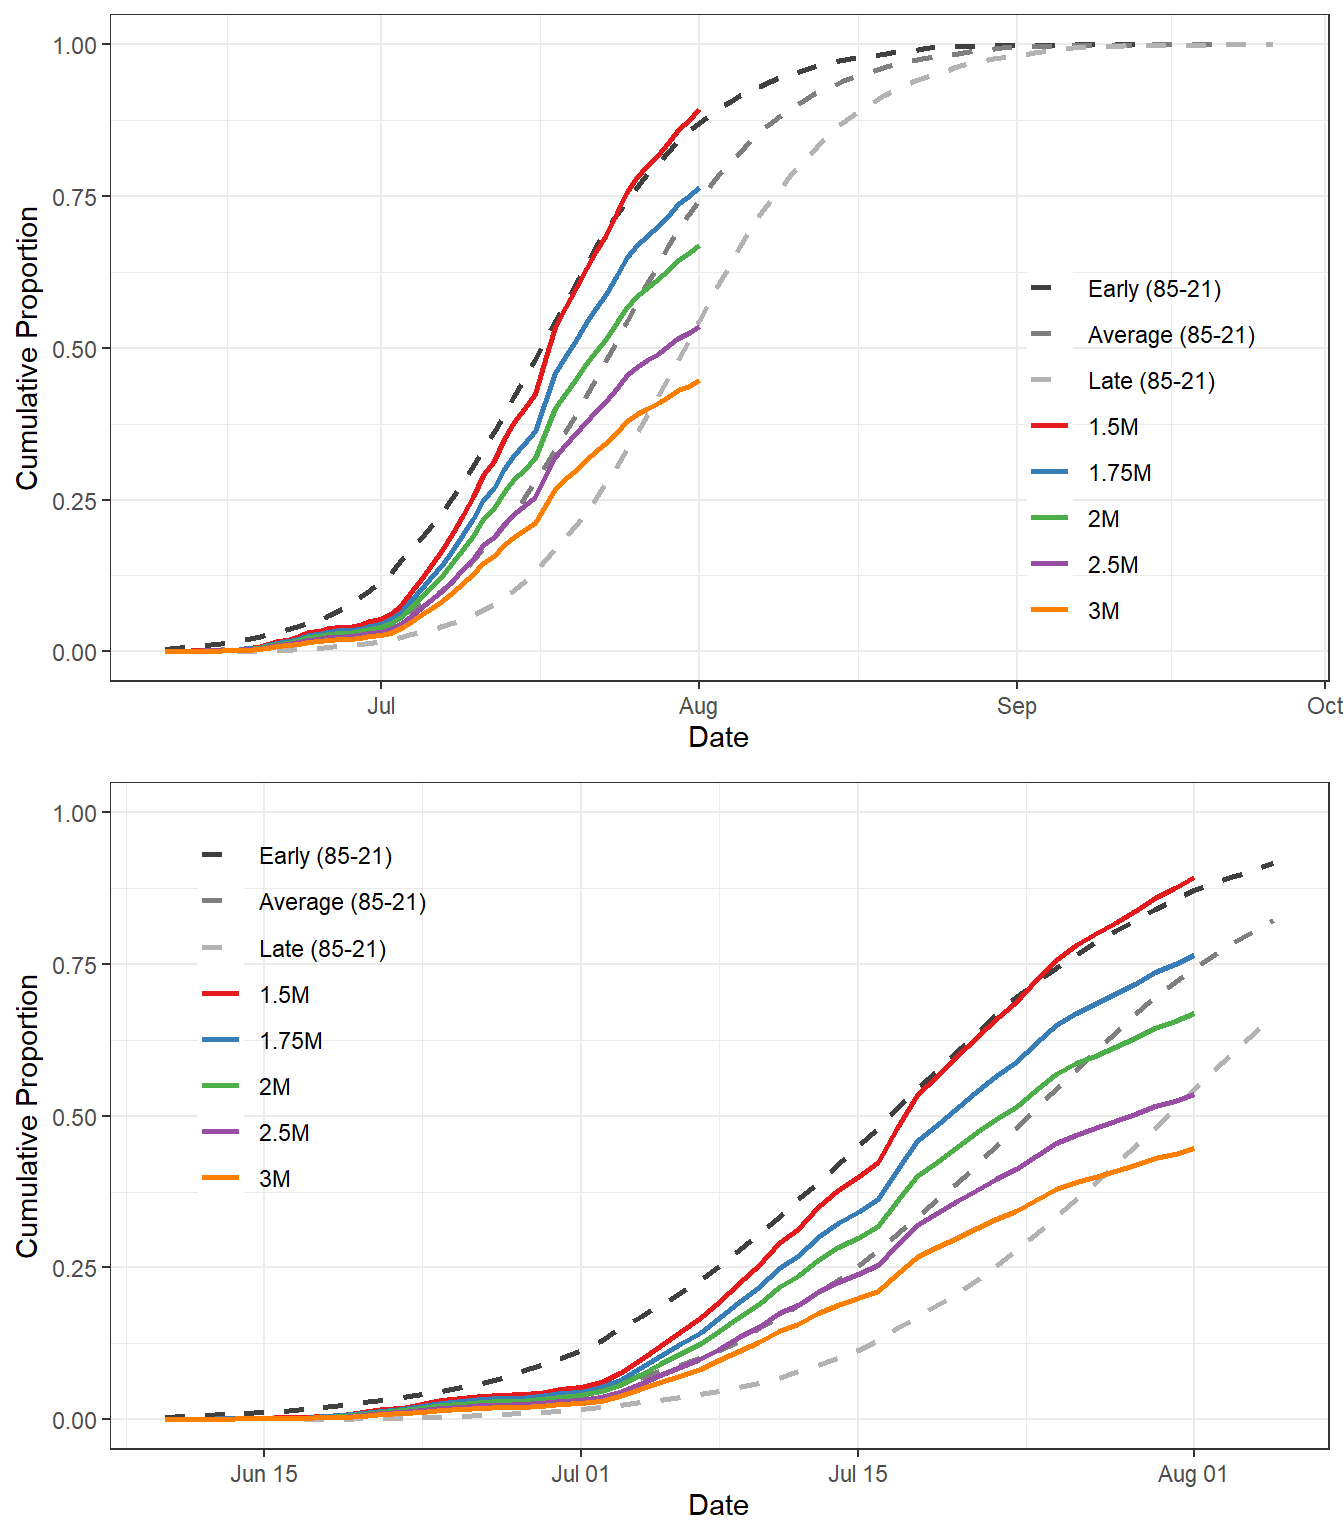 1.00
0.75
0.50
0.25
0.00
Cumulative Proportion
Early (85-21)
Average (85-21)
Late (85-21)
1.5M
1.75M
2M
2.5M
3M
Jul
Aug
Sep
Oct
Date
1.00
0.75
0.50
0.25
0.00
Cumulative Proportion
Early (85-21)
Average (85-21)
Late (85-21)
1.5M
1.75M
2M
2.5M
3M
Jun 15
Jul 01
Jul 15
Aug 01
Date